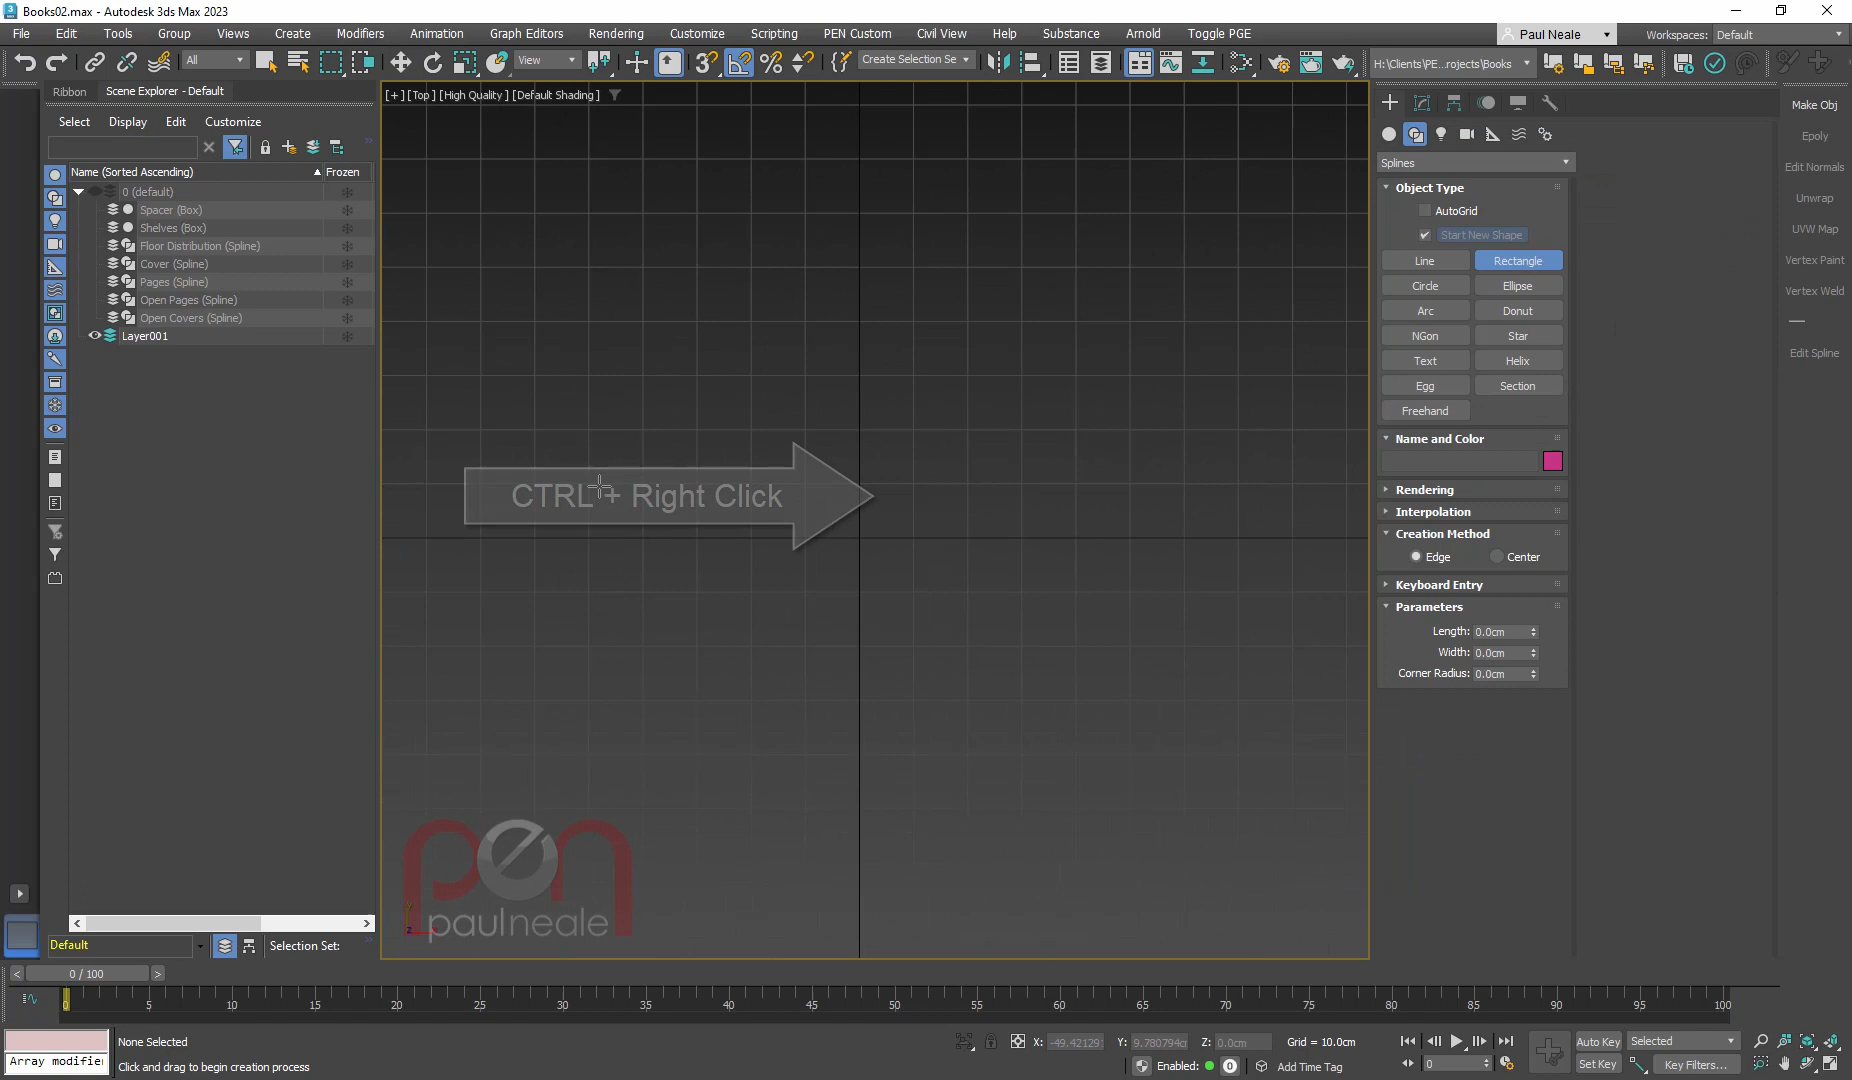 Books02.max - Autodesk 3ds Max 2023
File Edit Tools Group Views Create Modifiers Animation Graph Editors Rendering Customize Scripting PEN Custom Civil View Help Substance Arnold Toggle PGE
Paul Neale
Workspaces: Default
All
View
Create Selection Se
H:\Clients\PE...rojects\Books
Ribbon Scene Explorer - Default
Select Display Edit Customize
Name (Sorted Ascending) Frozen
0 (default)
Spacer (Box)
Shelves (Box)
Floor Distribution (Spline)
Cover (Spline)
Pages (Spline)
Open Pages (Spline)
Open Covers (Spline)
Layer001
Default
Selection Set:
[+] [Top ] [High Quality ] [Default Shading ]
CTRL + Right Click
pen
paulneale
Splines
Object Type
AutoGrid
Start New Shape
Line Rectangle
Circle Ellipse
Arc Donut
NGon Star
Text Helix
Egg Section
Freehand
Name and Color
Rendering
Interpolation
Creation Method
Edge Center
Keyboard Entry
Parameters
Length: 0.0cm
Width: 0.0cm
Corner Radius: 0.0cm
Make Obj
Epoly
Edit Normals
Unwrap
UVW Map
Vertex Paint
Vertex Weld
Edit Spline
< 0 / 100 >
0 5 10 15 20 25 30 35 40 45 50 55 60 65 70 75 80 85 90 95 100
Array modifier
None Selected
Click and drag to begin creation process
X: -49.421291 Y: 9.780794cm Z: 0.0cm Grid = 10.0cm
Enabled: 0 Add Time Tag
0
Auto Key Selected
Set Key Key Filters...